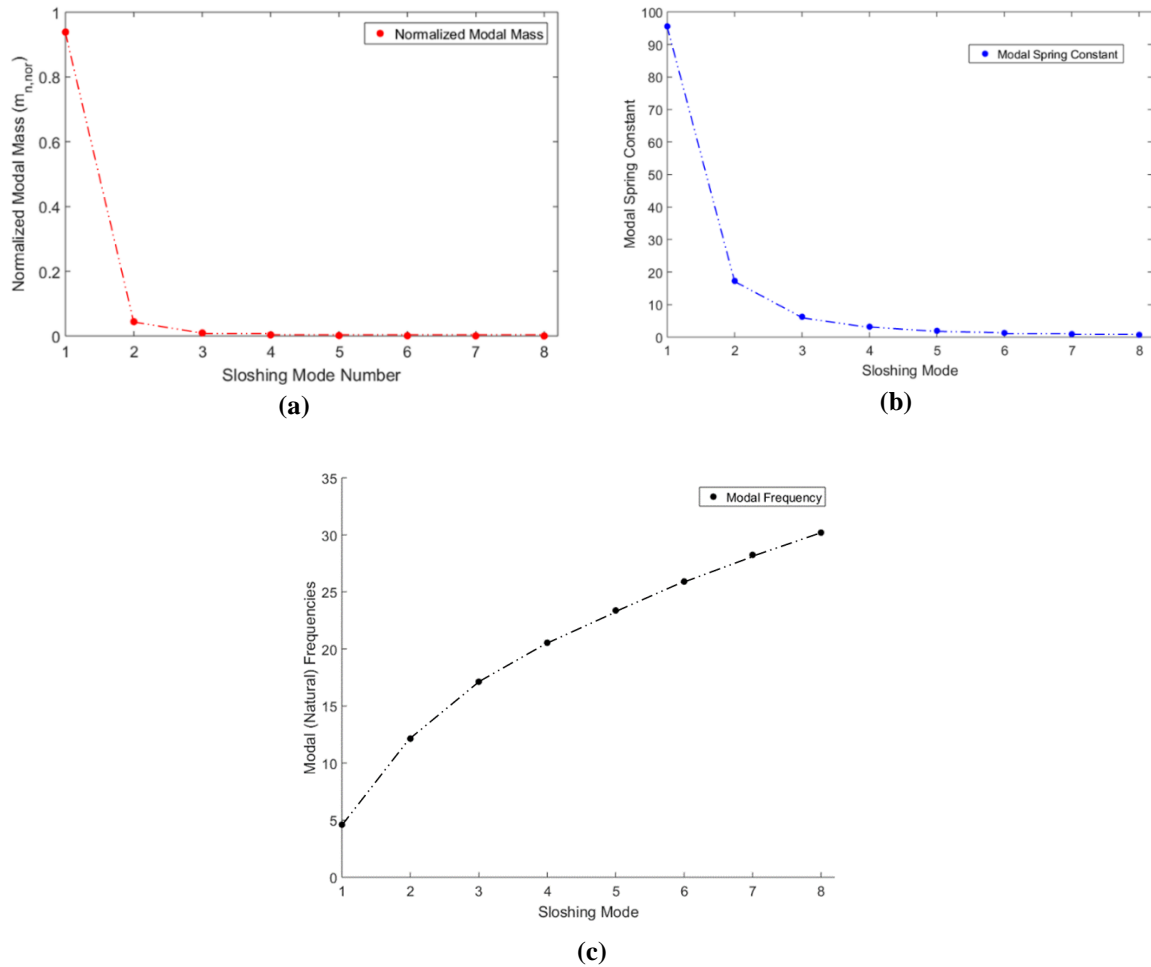 1
0.8
0.6
0.4
0.2
0
Normalized Modal Mass (m_{n,nor})
Normalized Modal Mass
1 2 3 4 5 6 7 8
Sloshing Mode Number
(a)
100
90
80
70
60
50
40
30
20
10
0
Modal Spring Constant
Modal Spring Constant
1 2 3 4 5 6 7 8
Sloshing Mode
(b)
35
30
25
20
15
10
5
0
Modal (Natural) Frequencies
Modal Frequency
1 2 3 4 5 6 7 8
Sloshing Mode
(c)